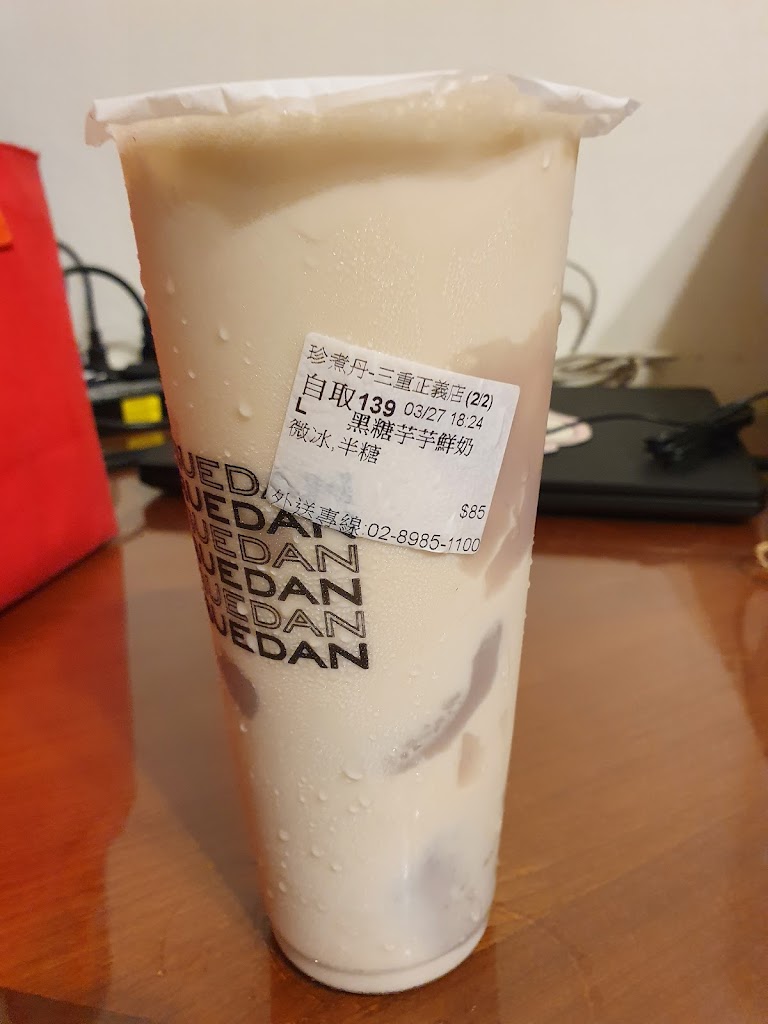 珍煮丹-三重正義店(2/2)
自取139 03/27 18:24
L 黑糖芋芋鮮奶
微冰,半糖
$85
外送專線:02-8985-1100
UEDAN
UEDAN
UEDAN
UEDAN
UEDAN
UEDAN